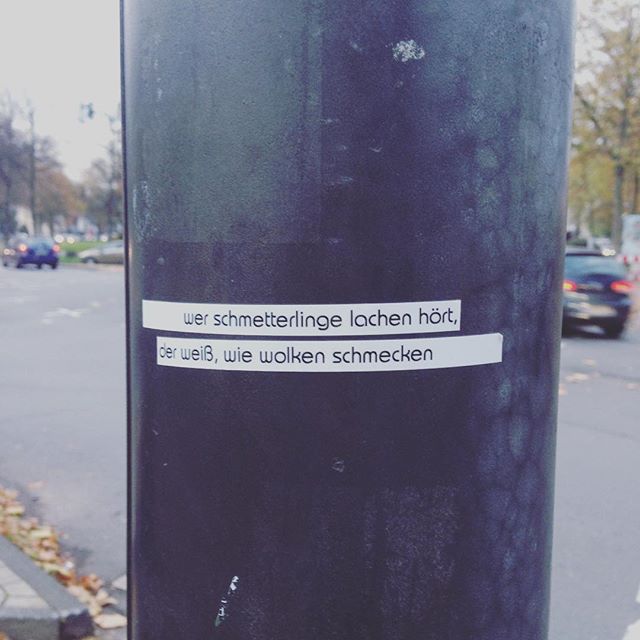 wer schmetterlinge lachen hört,
der weiß, wie wolken schmecken